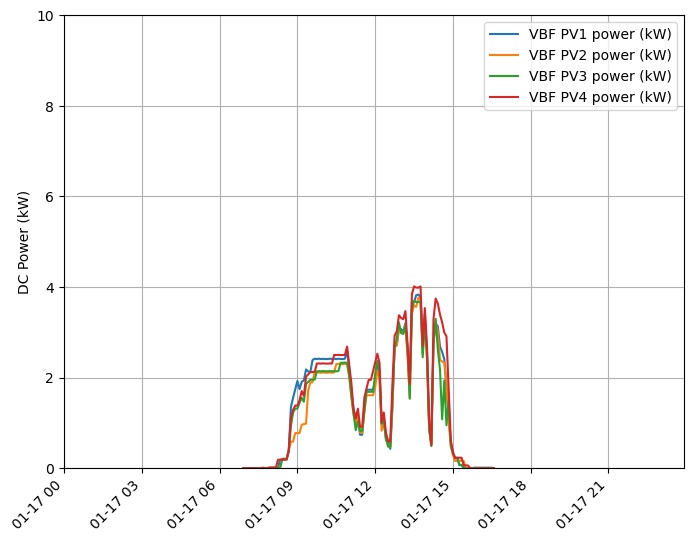 10
8
6
4
2
0
DC Power (kW)
VBF PV1 power (kW)
VBF PV2 power (kW)
VBF PV3 power (kW)
VBF PV4 power (kW)
01-17 00
01-17 03
01-17 06
01-17 09
01-17 12
01-17 15
01-17 18
01-17 21